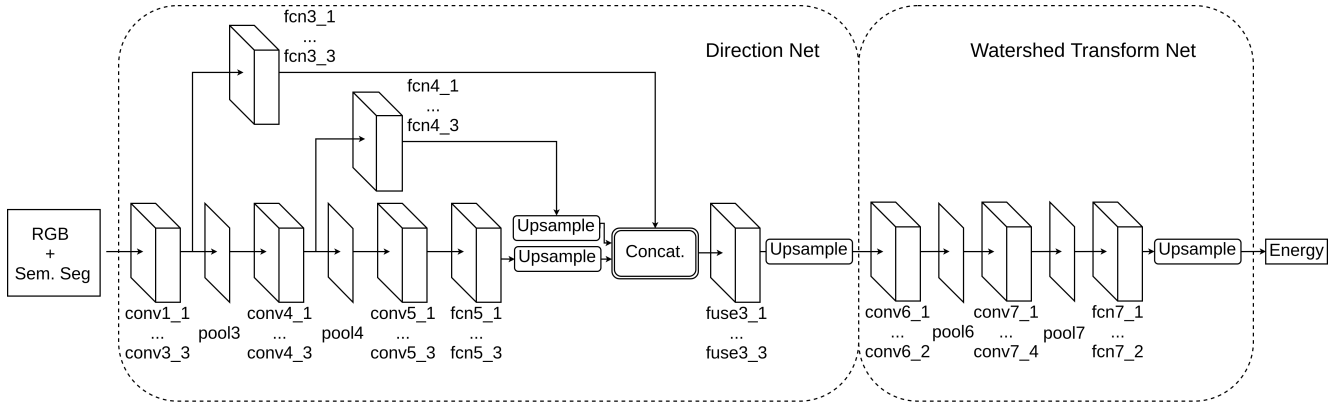 fcn3_1
...
fcn3_3
Direction Net
Watershed Transform Net
fcn4_1
...
fcn4_3
RGB
+
Sem. Seg
Upsample
Upsample
Concat.
Upsample
Upsample
Energy
conv1_1
...
conv3_3
pool3
conv4_1
...
conv4_3
pool4
conv5_1
...
conv5_3
fcn5_1
...
fcn5_3
fuse3_1
...
fuse3_3
conv6_1
...
conv6_2
pool6
conv7_1
...
conv7_4
pool7
fcn7_1
...
fcn7_2